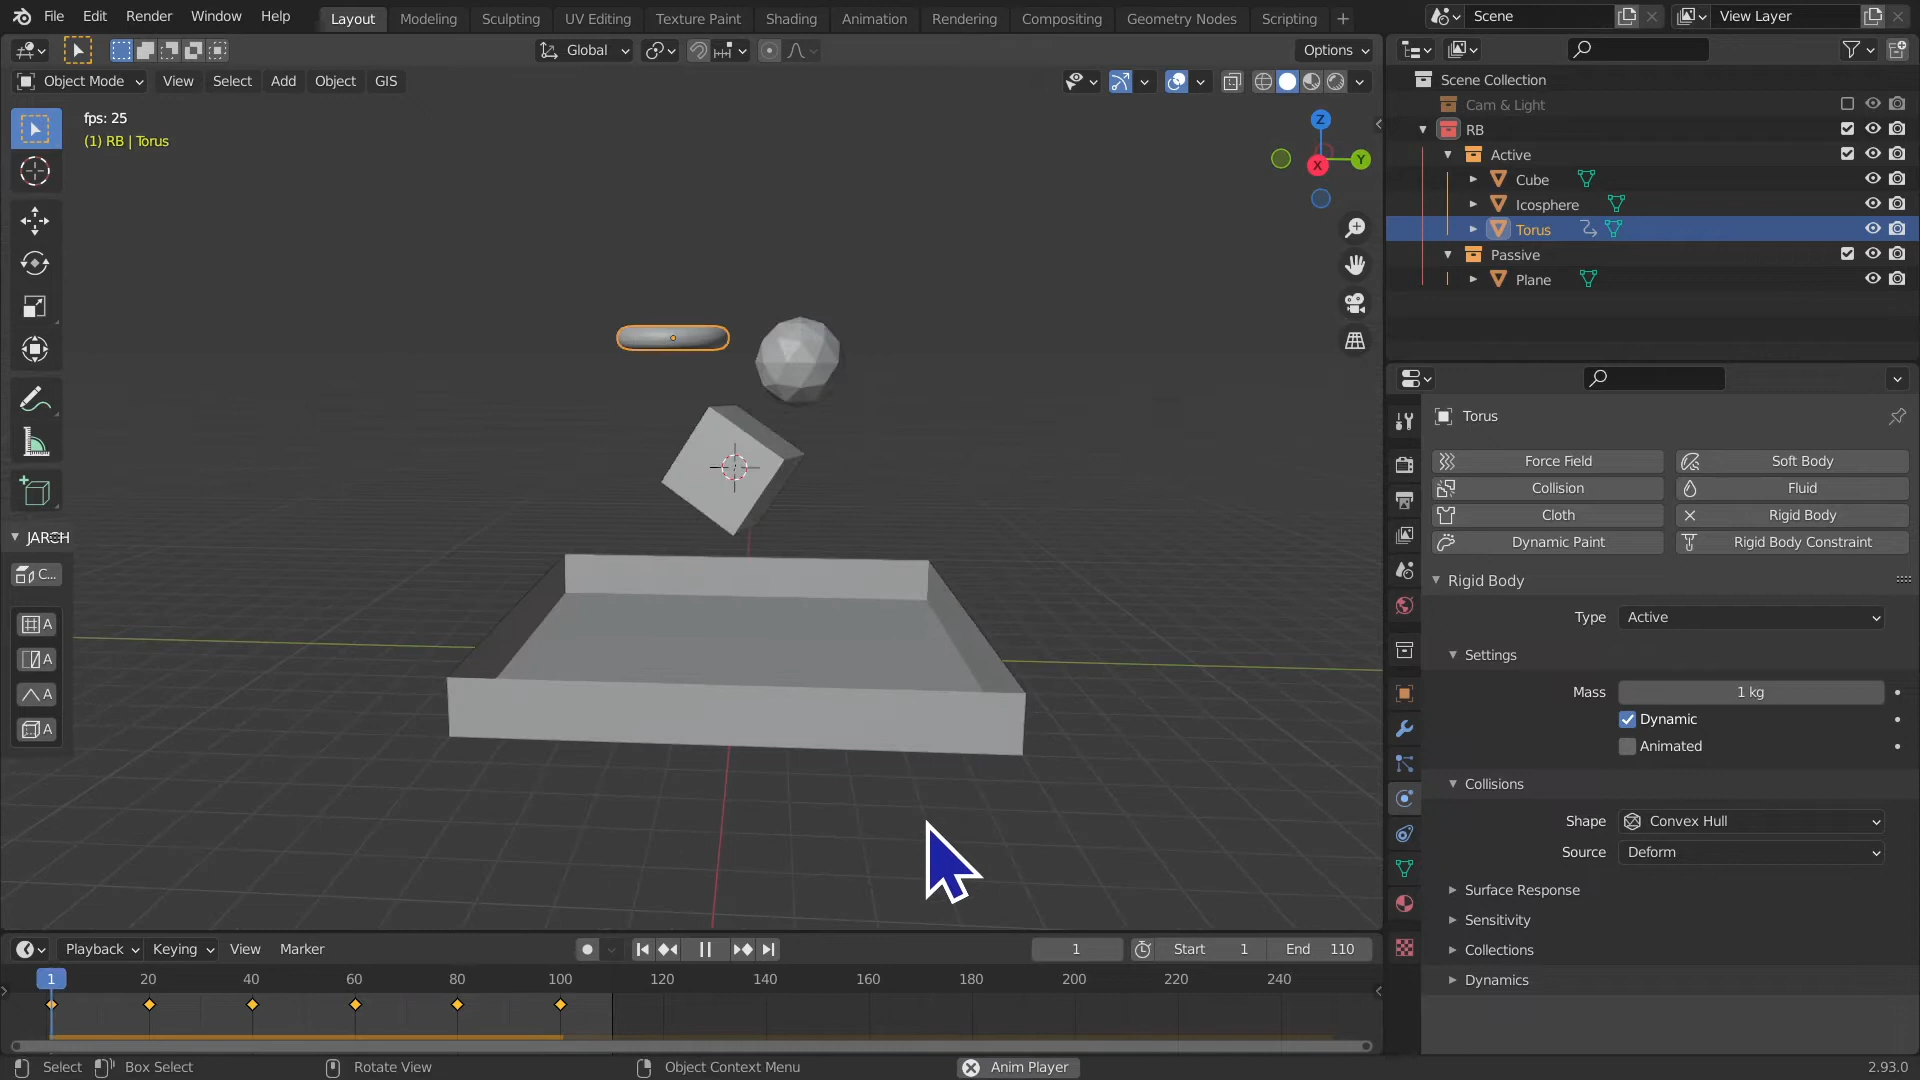 File Edit Render Window Help
Layout Modeling Sculpting UV Editing Texture Paint Shading Animation Rendering Compositing Geometry Nodes Scripting
Scene View Layer
Global Options
Object Mode View Select Add Object GIS
fps: 25
(1) RB | Torus
Z
Y
X
Scene Collection
Cam & Light
RB
Active
Cube
Icosphere
Torus
Passive
Plane
C...
A
A
A
A
Torus
Force Field Soft Body
Collision Fluid
Cloth Rigid Body
Dynamic Paint Rigid Body Constraint
Rigid Body
Type Active
Settings
Mass 1 kg
Dynamic
Animated
Collisions
Shape Convex Hull
Source Deform
Surface Response
Sensitivity
Collections
Dynamics
Playback Keying View Marker 1 Start 1 End 110
1 20 40 60 80 100 120 140 160 180 200 220 240
Select Box Select Rotate View Object Context Menu Anim Player 2.93.0